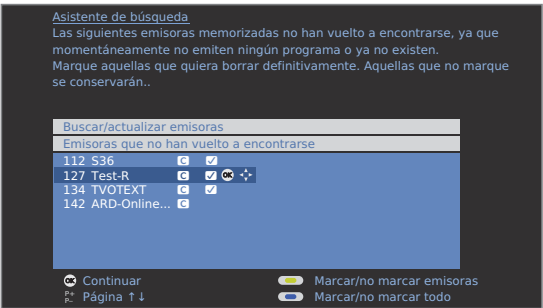 Asistente de búsqueda
Las siguientes emisoras memorizadas no han vuelto a encontrarse, ya que
momentáneamente no emiten ningún programa o ya no existen.
Marque aquellas que quiera borrar definitivamente. Aquellas que no marque
se conservarán..
Buscar/actualizar emisoras
Emisoras que no han vuelto a encontrarse
112 S36 C ✓
127 Test-R C ✓ OK
134 TVOTEXT C ✓
142 ARD-Online... C
OK Continuar Marcar/no marcar emisoras
P+ P– Página ↑↓ Marcar/no marcar todo